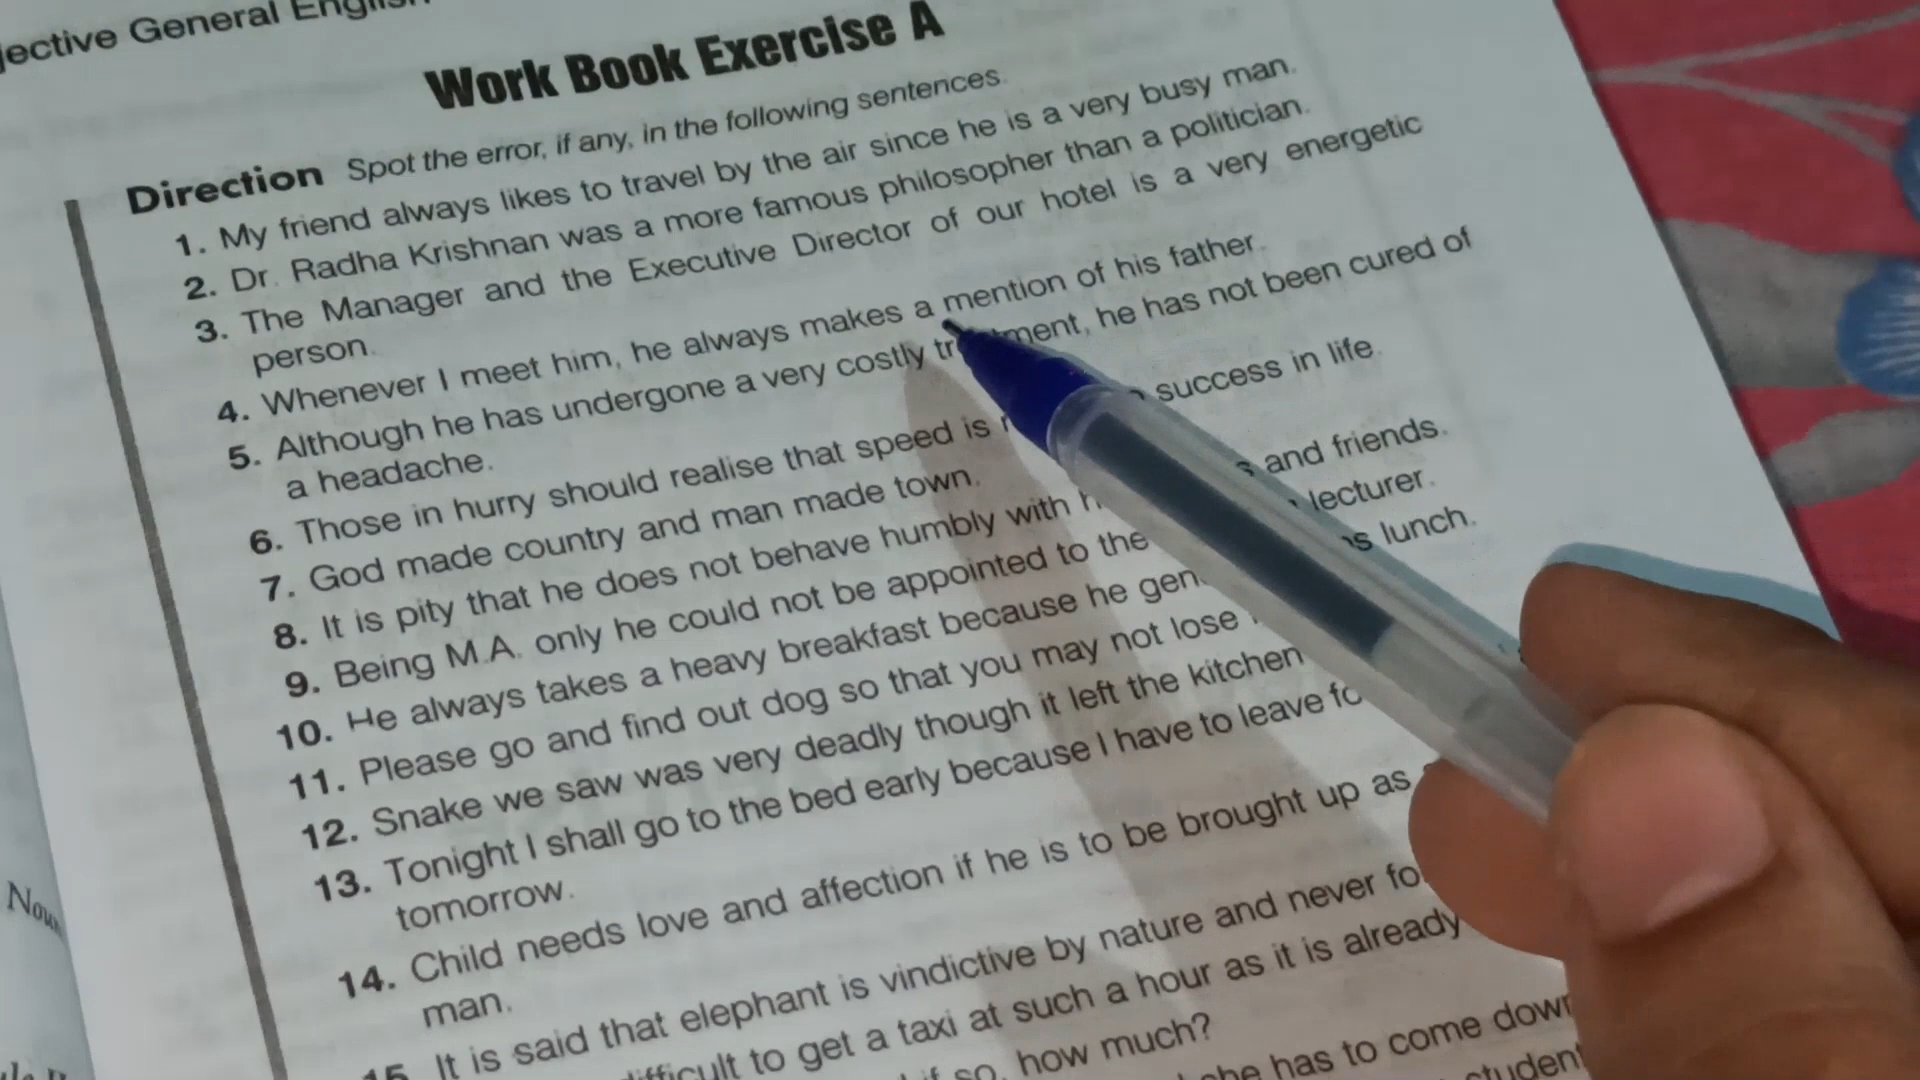 jective General English
Work Book Exercise A
Direction Spot the error, if any, in the following sentences.
1. My friend always likes to travel by the air since he is a very busy man.
2. Dr. Radha Krishnan was a more famous philosopher than a politician.
3. The Manager and the Executive Director of our hotel is a very energetic
person.
4. Whenever I meet him, he always makes a mention of his father.
5. Although he has undergone a very costly tr ment, he has not been cured of
a headache.
6. Those in hurry should realise that speed is success in life.
7. God made country and man made town.
8. It is pity that he does not behave humbly with and friends.
9. Being M.A. only he could not be appointed to the lecturer.
10. He always takes a heavy breakfast because he gen lunch.
11. Please go and find out dog so that you may not lose
12. Snake we saw was very deadly though it left the kitchen
13. Tonight I shall go to the bed early because I have to leave
tomorrow.
14. Child needs love and affection if he is to be brought up as
man.
15. It is said that elephant is vindictive by nature and never
to get a taxi at such a hour as it is already
if so, how much?
she has to come down
student